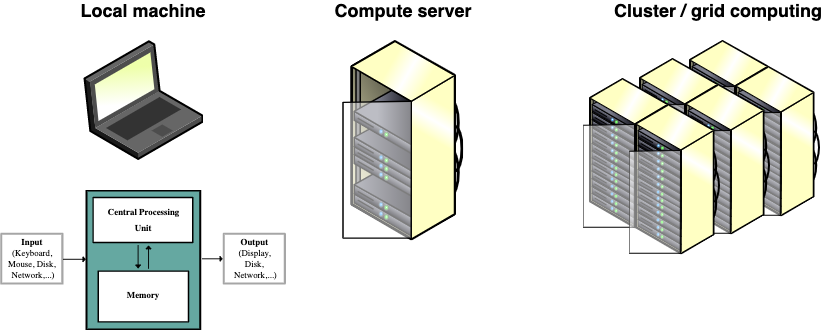 Local machine
Compute server
Cluster / grid computing
Central Processing
Unit
Input
(Keyboard,
Mouse, Disk,
Network,...)
Output
(Display,
Disk,
Network,...)
Memory